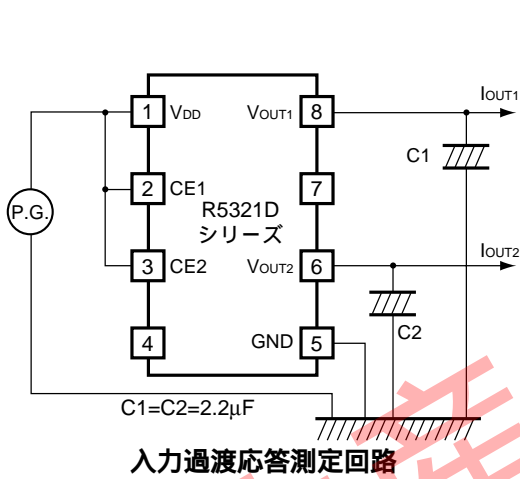 IOUT1
1 VDD VOUT1 8
C1
2 CE1 7
P.G.
R5321D
シリーズ
IOUT2
3 CE2 VOUT2 6
C2
4 GND 5
C1=C2=2.2μF
入力過渡応答測定回路